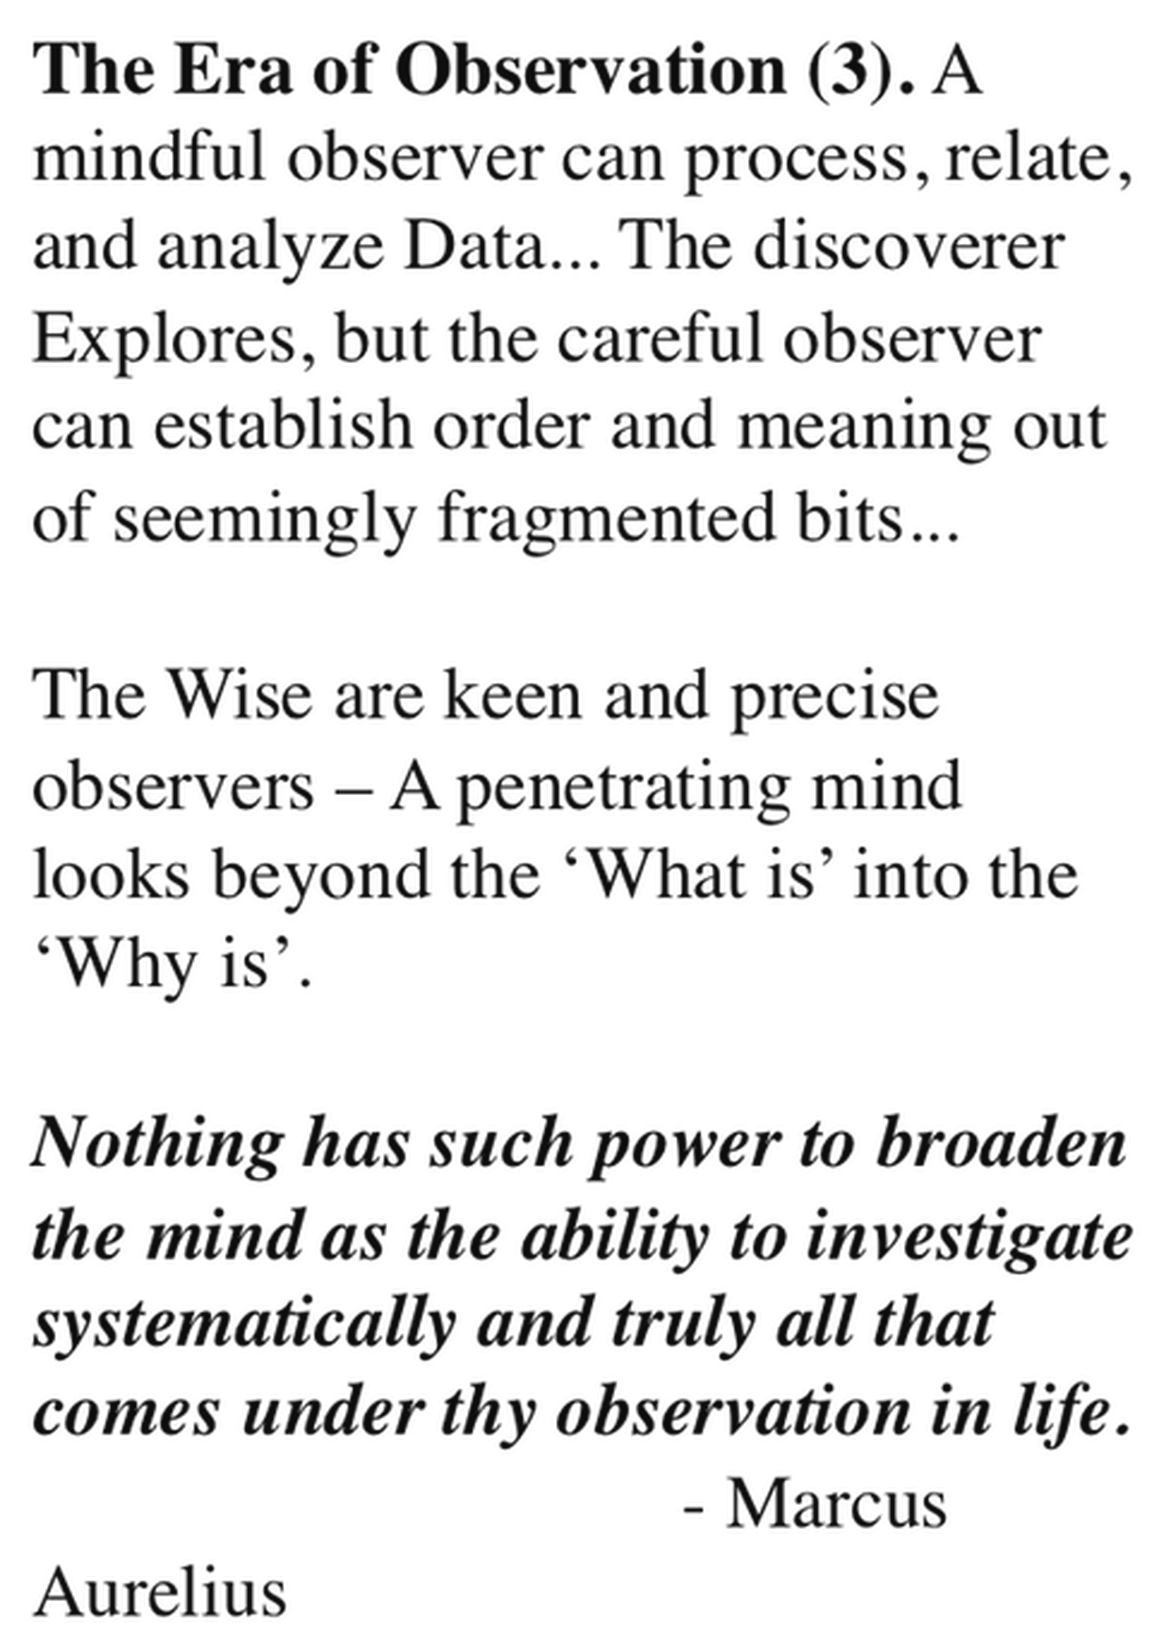 The Era of Observation (3). A
mindful observer can process, relate,
and analyze Data... The discoverer
Explores, but the careful observer
can establish order and meaning out
of seemingly fragmented bits...
The Wise are keen and precise
observers – A penetrating mind
looks beyond the ‘What is’ into the
‘Why is’.
Nothing has such power to broaden
the mind as the ability to investigate
systematically and truly all that
comes under thy observation in life.
- Marcus
Aurelius